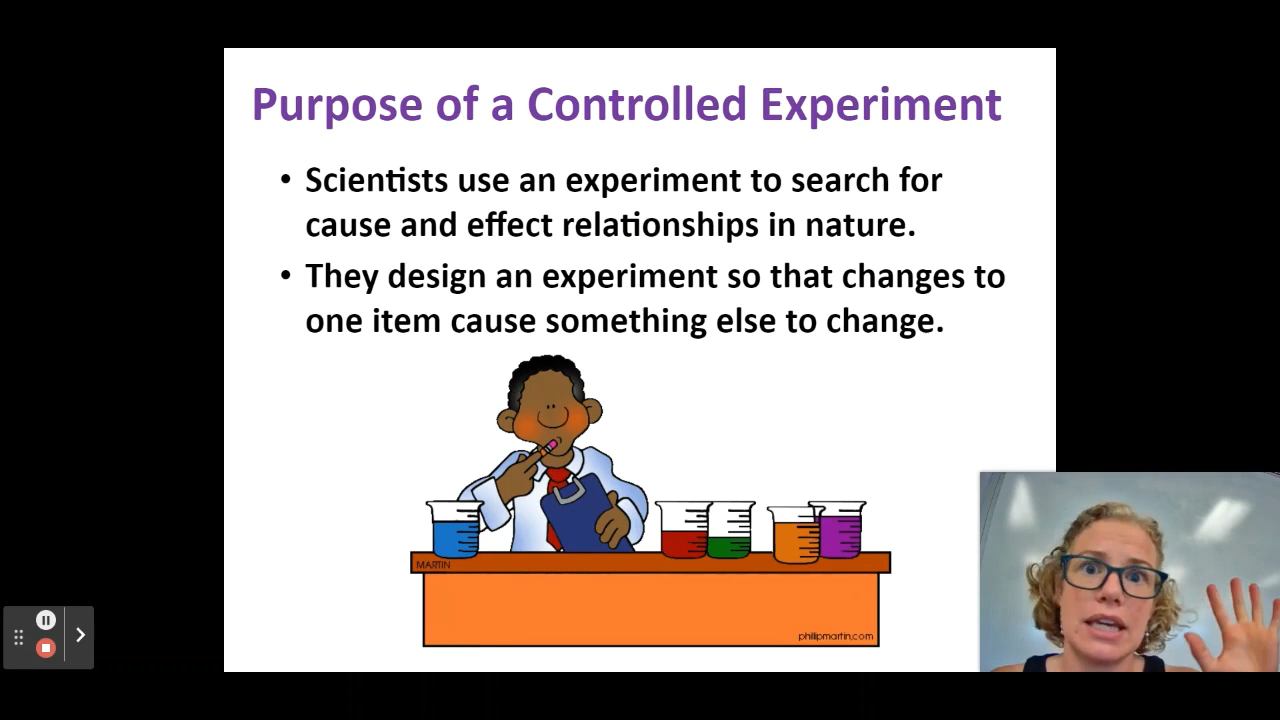 Purpose of a Controlled Experiment
• Scientists use an experiment to search for
cause and effect relationships in nature.
• They design an experiment so that changes to
one item cause something else to change.
MARTIN
phillipmartin.com